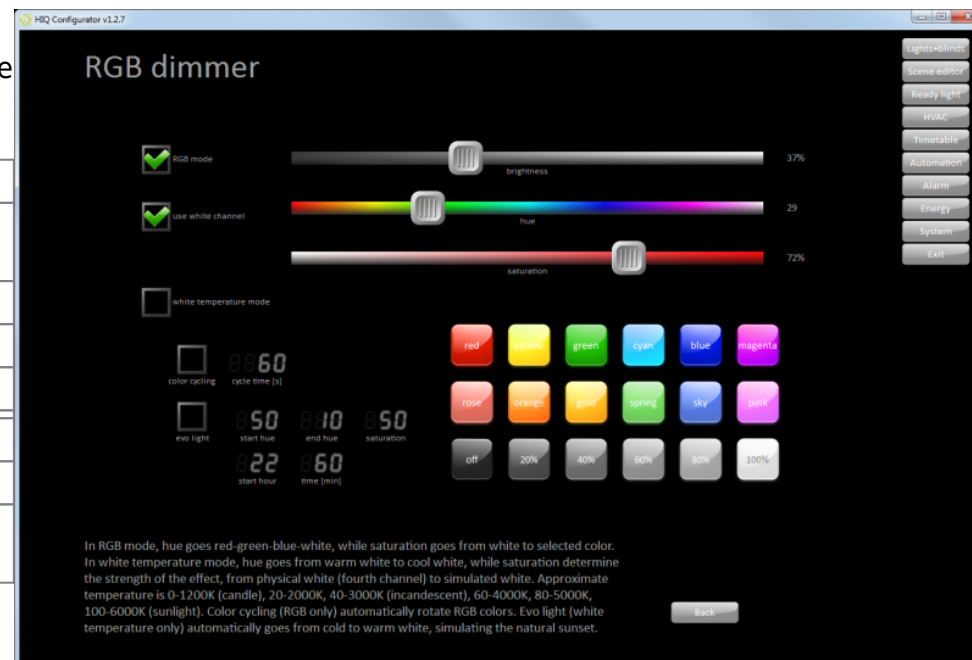 HIQ Configurator v1.2.7
e
RGB dimmer
Lights+blinds
Scene editor
Ready light
HVAC
Timetable
Automation
Alarm
Energy
System
Exit
RGB mode
brightness
37%
use white channel
hue
29
saturation
72%
white temperature mode
color cycling
60
cycle time [s]
evo light
50
start hue
10
end hue
50
saturation
22
start hour
60
time [min]
red
yellow
green
cyan
blue
magenta
rose
orange
gold
spring
sky
pink
off
20%
40%
60%
80%
100%
In RGB mode, hue goes red-green-blue-white, while saturation goes from white to selected color.
In white temperature mode, hue goes from warm white to cool white, while saturation determine
the strength of the effect, from physical white (fourth channel) to simulated white. Approximate
temperature is 0-1200K (candle), 20-2000K, 40-3000K (incandescent), 60-4000K, 80-5000K,
100-6000K (sunlight). Color cycling (RGB only) automatically rotate RGB colors. Evo light (white
temperature only) automatically goes from cold to warm white, simulating the natural sunset.
Back